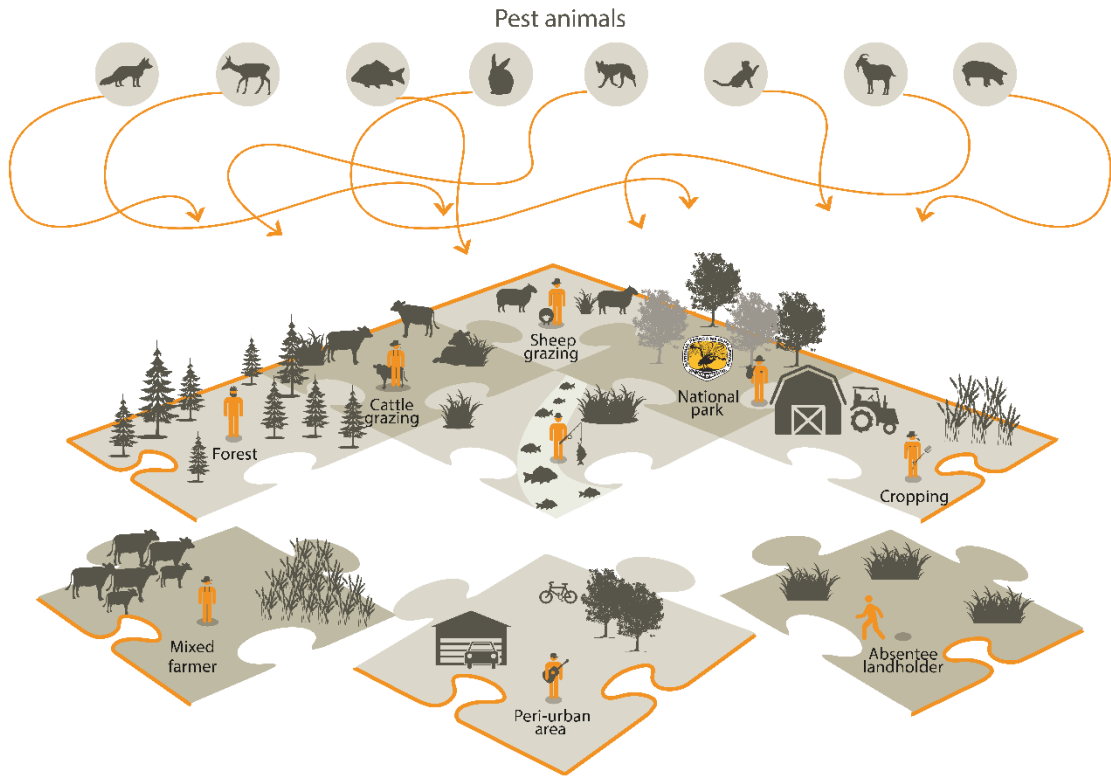 Pest animals
Sheep
grazing
Cattle
grazing
National
park
Forest
Cropping
Mixed
farmer
Absentee
landholder
Peri-urban
area